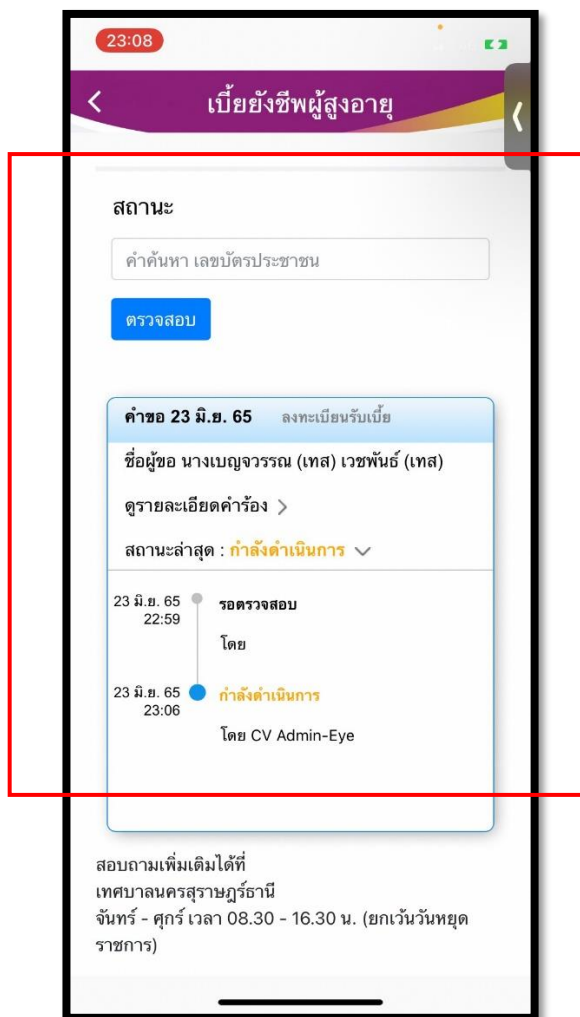 23:08
เบี้ยยังชีพผู้สูงอายุ
สถานะ
คำค้นหา เลขบัตรประชาชน
ตรวจสอบ
คำขอ 23 มิ.ย. 65 ลงทะเบียนรับเบี้ย
ชื่อผู้ขอ นางเบญจวรรณ (เทส) เวชพันธ์ (เทส)
ดูรายละเอียดคำร้อง
สถานะล่าสุด : กำลังดำเนินการ
23 มิ.ย. 65 รอตรวจสอบ
22:59
โดย
23 มิ.ย. 65 กำลังดำเนินการ
23:06
โดย CV Admin-Eye
สอบถามเพิ่มเติมได้ที่
เทศบาลนครสุราษฎร์ธานี
จันทร์ - ศุกร์ เวลา 08.30 - 16.30 น. (ยกเว้นวันหยุด
ราชการ)